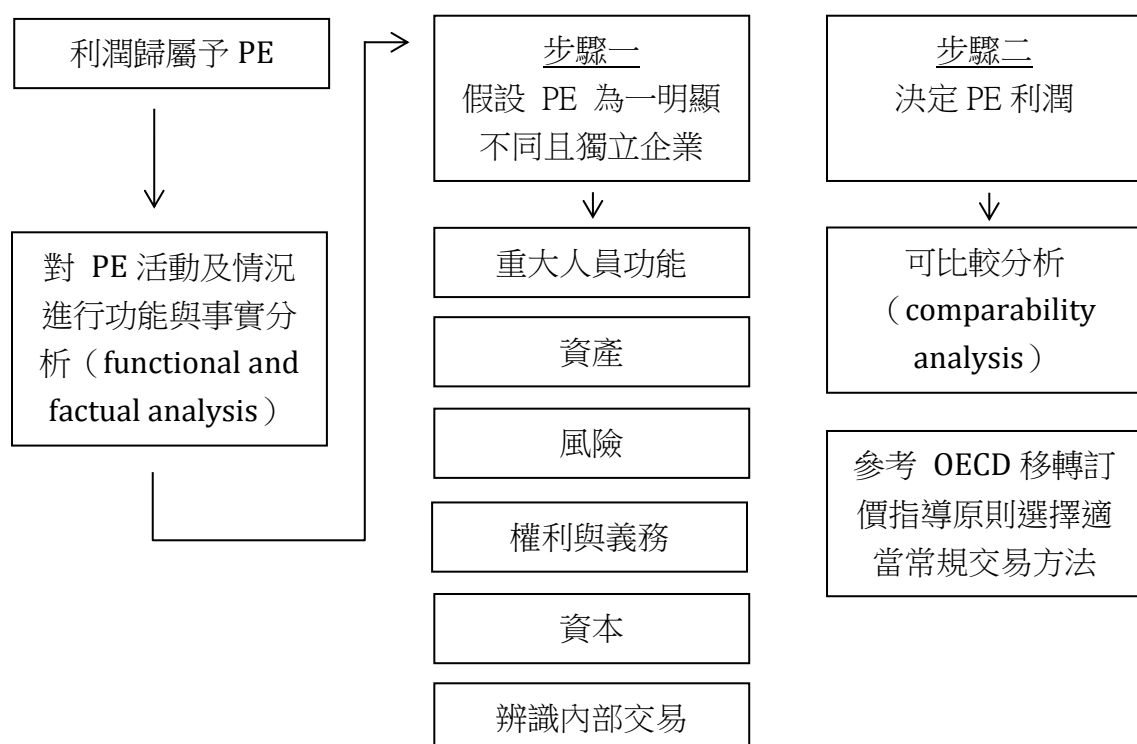 利潤歸屬予 PE
對 PE 活動及情況
進行功能與事實分
析（functional and
factual analysis）
步驟一
假設 PE 為一明顯
不同且獨立企業
重大人員功能
資產
風險
權利與義務
資本
辨識內部交易
步驟二
決定 PE 利潤
可比較分析
（comparability
analysis）
參考 OECD 移轉訂
價指導原則選擇適
當常規交易方法